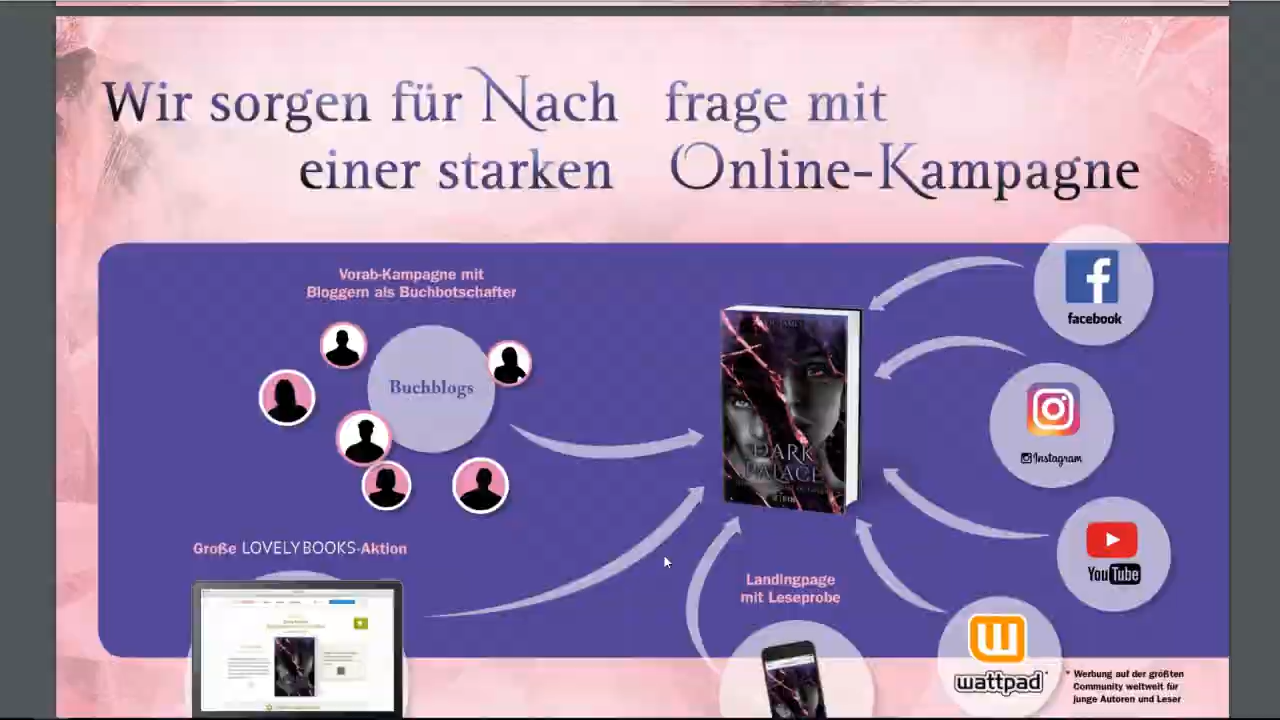 Wir sorgen für Nach frage mit
einer starken Online-Kampagne
Vorab-Kampagne mit
Bloggern als Buchbotschafter
Buchblogs
facebook
Instagram
DARK
PALACE
YouTube
Große LOVELYBOOKS-Aktion
Landingpage
mit Leseprobe
wattpad
* Werbung auf der größten
Community weltweit für
junge Autoren und Leser